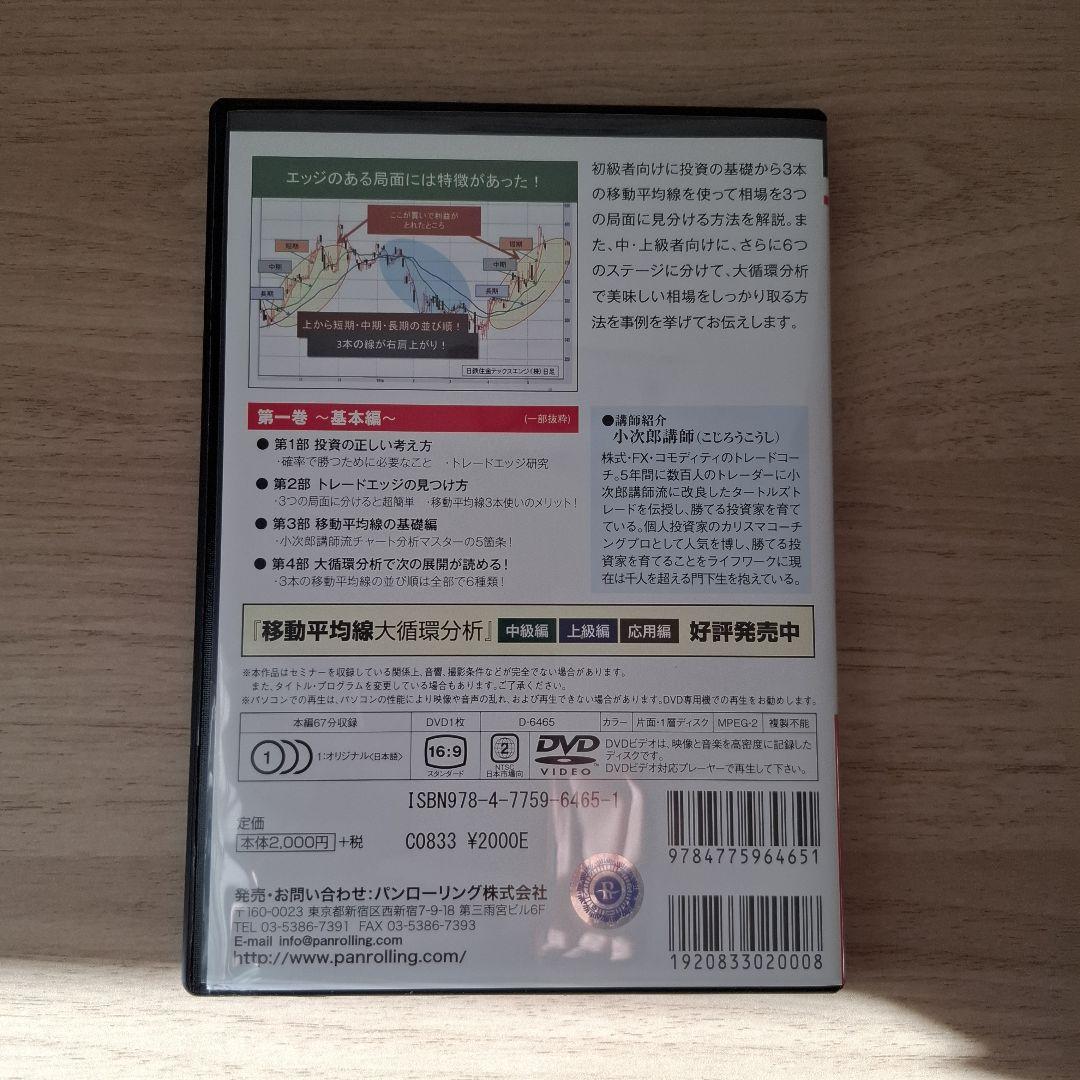 エッジのある局面には特徴があった！
ここが買いで利益が
とれたところ
短期
中期
長期
短期
中期
長期
上から短期・中期・長期の並び順！
3本の線が右肩上がり！
日鉄住金テックスエンジ(株)日足
初級者向けに投資の基礎から3本
の移動平均線を使って相場を3つ
の局面に見分ける方法を解説。ま
た、中・上級者向けに、さらに6つ
のステージに分けて、大循環分析
で美味しい相場をしっかり取る方
法を事例を挙げてお伝えします。
第一巻 ～基本編～ (一部抜粋)
●第1部 投資の正しい考え方
・確率で勝つために必要なこと ・トレードエッジ研究
●第2部 トレードエッジの見つけ方
・3つの局面に分けると超簡単 ・移動平均線3本使いのメリット！
●第3部 移動平均線の基礎編
・小次郎講師流チャート分析マスターの5箇条！
●第4部 大循環分析で次の展開が読める！
・3本の移動平均線の並び順は全部で6種類！
●講師紹介
小次郎講師(こじろうこうし)
株式・FX・コモディティのトレードコー
チ。5年間に数百人のトレーダーに小
次郎講師流に改良したタートルズト
レードを伝授し、勝てる投資家を育て
ている。個人投資家のカリスマコーチ
ングプロとして人気を博し、勝てる投
資家を育てることをライフワークに現
在は千人を超える門下生を抱えている。
『移動平均線大循環分析』 中級編 上級編 応用編 好評発売中
※本作品はセミナーを収録している関係上、音響、撮影条件などが完全でない場合があります。
また、タイトル・プログラムを変更している場合もあります。ご了承ください。
※パソコンでの再生は、パソコンの性能により映像や音声の乱れ、および再生できない場合があります。DVD専用機での再生をお勧めします。
本編67分収録 DVD1枚 D-6465 カラー 片面・1層ディスク MPEG-2 複製不能
1 1:オリジナル<日本語>
16:9
スタンダード
2
NTSC
日本市場向
DVD
VIDEO
DVDビデオは、映像と音楽を高密度に記録した
ディスクです。
DVDビデオ対応プレーヤーで再生して下さい。
ISBN978-4-7759-6465-1
定価
本体2,000円 +税
C0833 ¥2000E
9784775964651
発売・お問い合わせ:パンローリング株式会社
〒160-0023 東京都新宿区西新宿7-9-18 第三雨宮ビル6F
TEL 03-5386-7391 FAX 03-5386-7393
E-mail info@panrolling.com
http://www.panrolling.com/
1920833020008